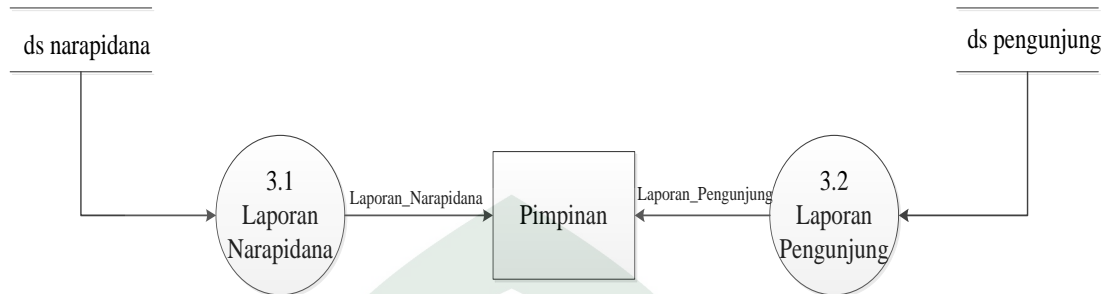 ds narapidana
ds pengunjung
3.1
Laporan
Narapidana
Laporan_Narapidana
Pimpinan
Laporan_Pengunjung
3.2
Laporan
Pengunjung